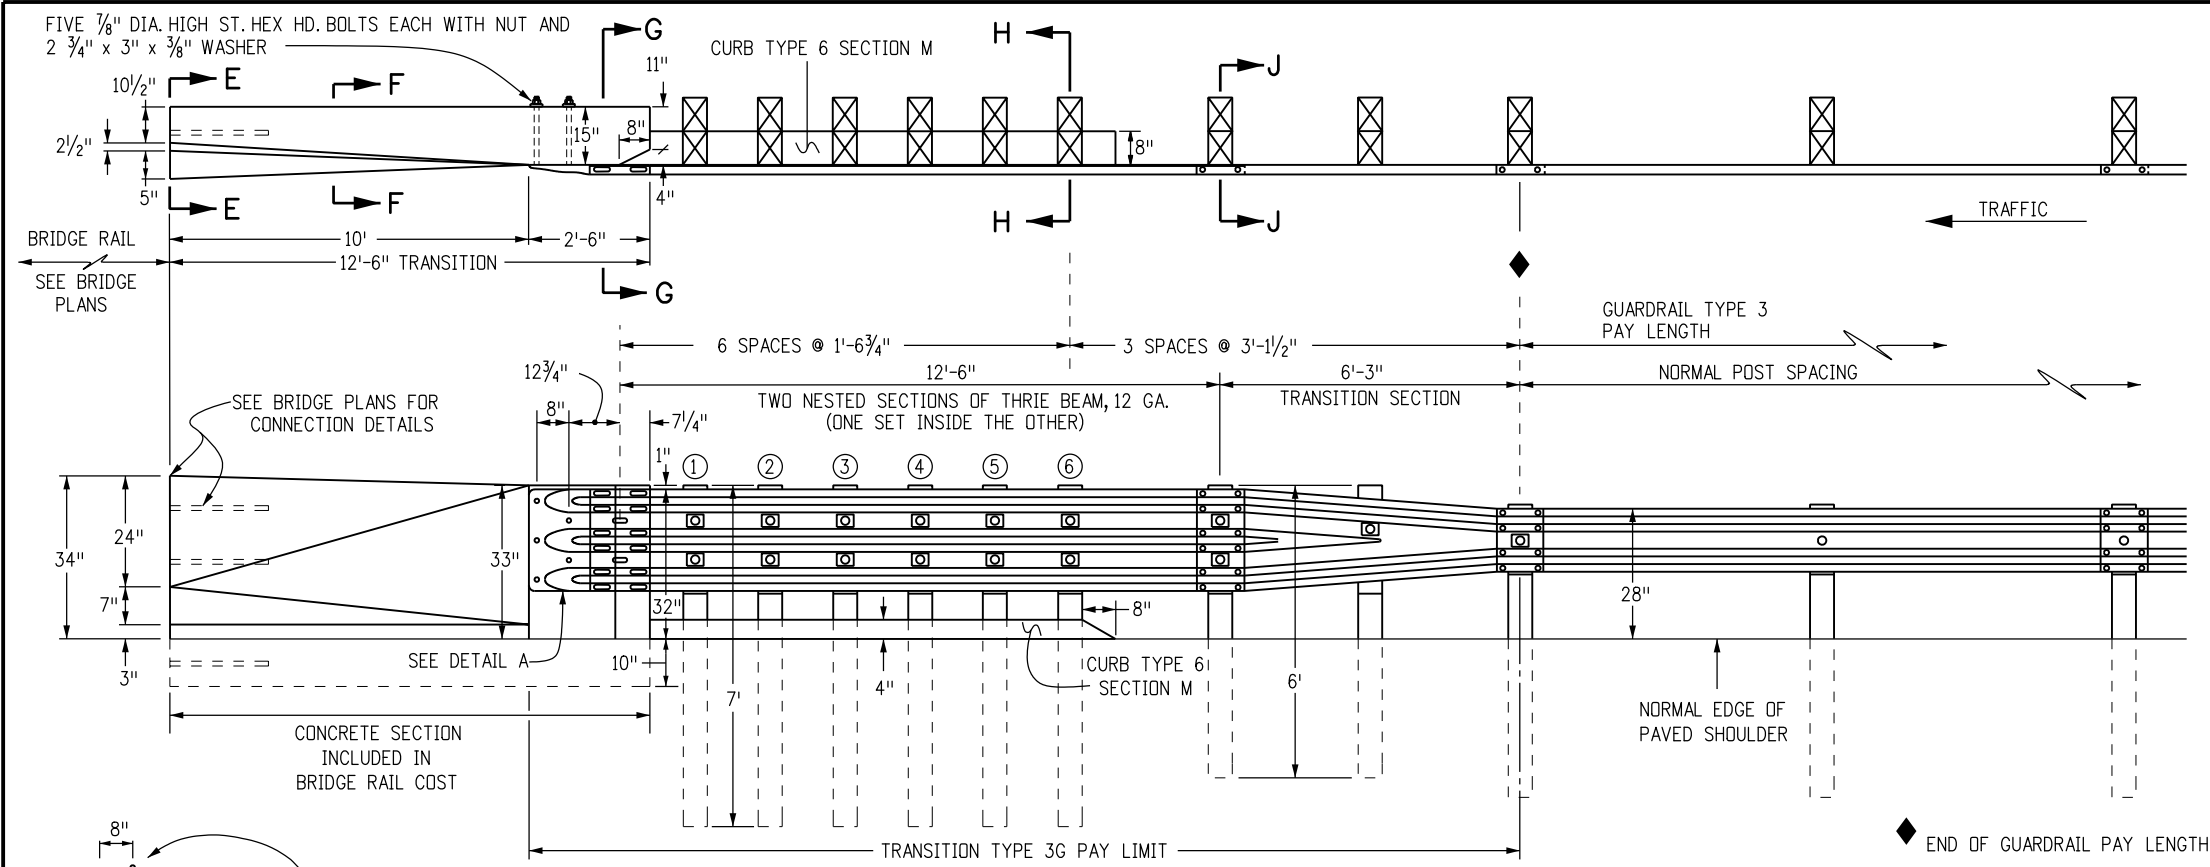 FIVE 7/8" DIA. HIGH ST. HEX HD. BOLTS EACH WITH NUT AND
2 3/4" x 3" x 3/8" WASHER
G
CURB TYPE 6 SECTION M
H
J
E
F
11"
10 1/2"
15"
8"
8"
2 1/2"
5"
4"
E
F
H
J
TRAFFIC
BRIDGE RAIL
10'
2'-6"
12'-6" TRANSITION
SEE BRIDGE
PLANS
G
GUARDRAIL TYPE 3
PAY LENGTH
6 SPACES @ 1'-6 3/4"
3 SPACES @ 3'-1 1/2"
12 3/4"
12'-6"
6'-3"
NORMAL POST SPACING
SEE BRIDGE PLANS FOR
CONNECTION DETAILS
8"
TWO NESTED SECTIONS OF THRIE BEAM, 12 GA.
(ONE SET INSIDE THE OTHER)
TRANSITION SECTION
7 1/4"
1"
1
2
3
4
5
6
34"
24"
33"
7"
32"
8"
28"
3"
SEE DETAIL A
10"
7'
4"
CURB TYPE 6
SECTION M
6'
NORMAL EDGE OF
PAVED SHOULDER
CONCRETE SECTION
INCLUDED IN
BRIDGE RAIL COST
8"
TRANSITION TYPE 3G PAY LIMIT
END OF GUARDRAIL PAY LENGTH